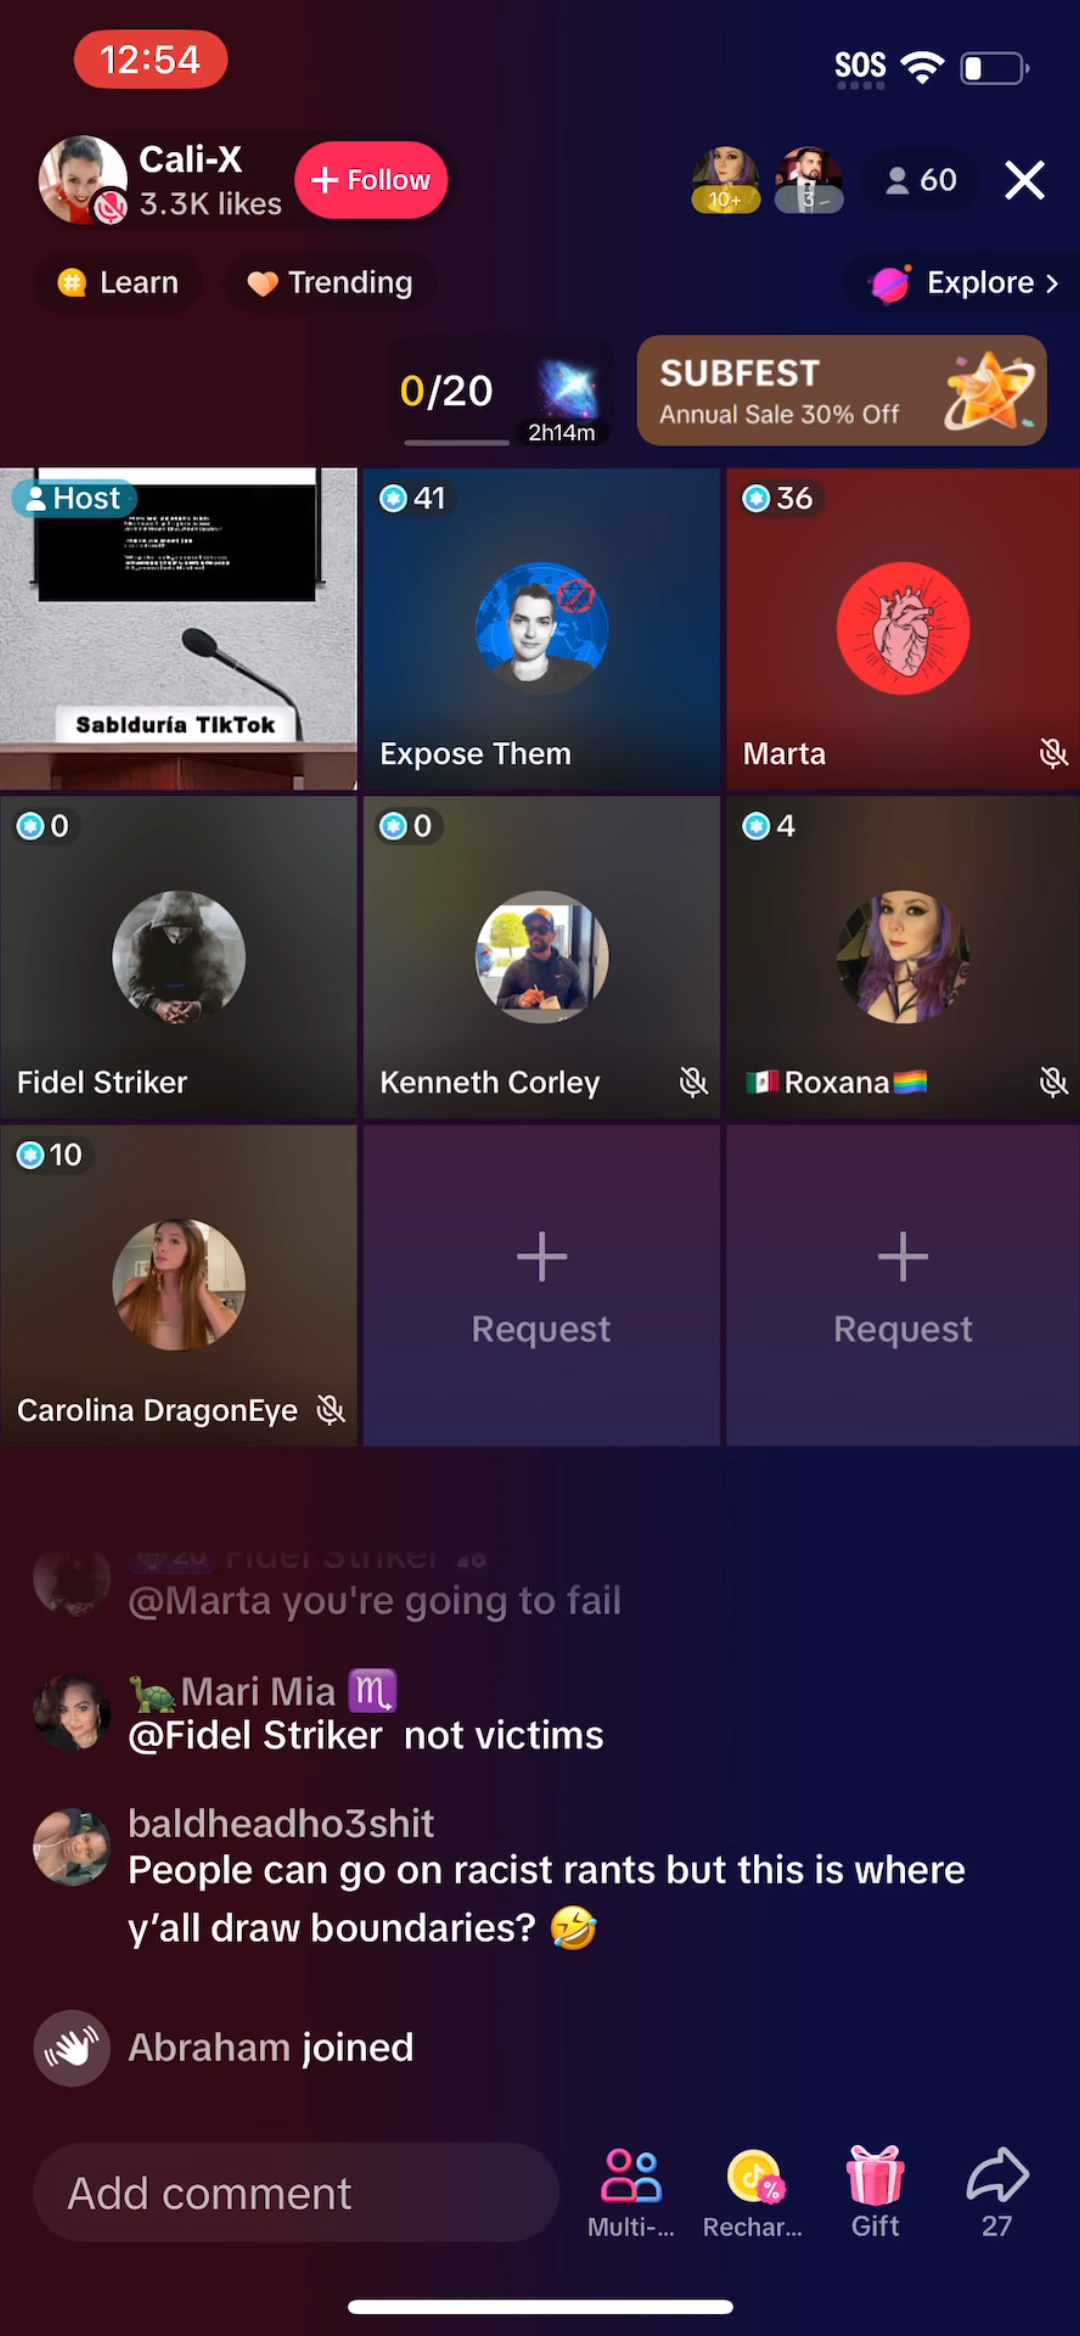 12:54
SOS
Cali-X
3.3K likes
+ Follow
10+
3
60
Learn
Trending
Explore >
0/20
2h14m
SUBFEST
Annual Sale 30% Off
Host
Sabiduría TikTok
41
Expose Them
36
Marta
0
Fidel Striker
0
Kenneth Corley
4
🇲🇽Roxana🏳️‍🌈
10
Carolina DragonEye
Request
Request
20 Fidel Striker
@Marta you're going to fail
🐢Mari Mia ♏
@Fidel Striker not victims
baldheadho3shit
People can go on racist rants but this is where
y’all draw boundaries? 🤣
Abraham joined
Add comment
Multi-...
Rechar...
Gift
27